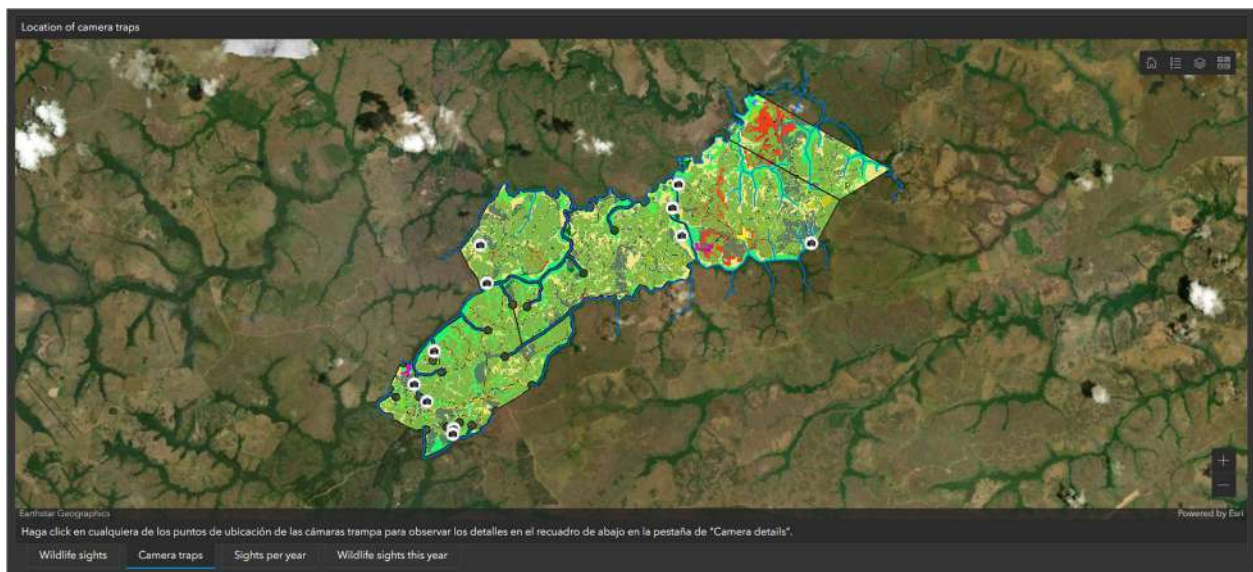 Location of camera traps
Earthstar Geographics
Powered by Esri
Haga click en cualquiera de los puntos de ubicación de las cámaras trampa para observar los detalles en el recuadro de abajo en la pestaña de "Camera details".
Wildlife sights
Camera traps
Sights per year
Wildlife sights this year